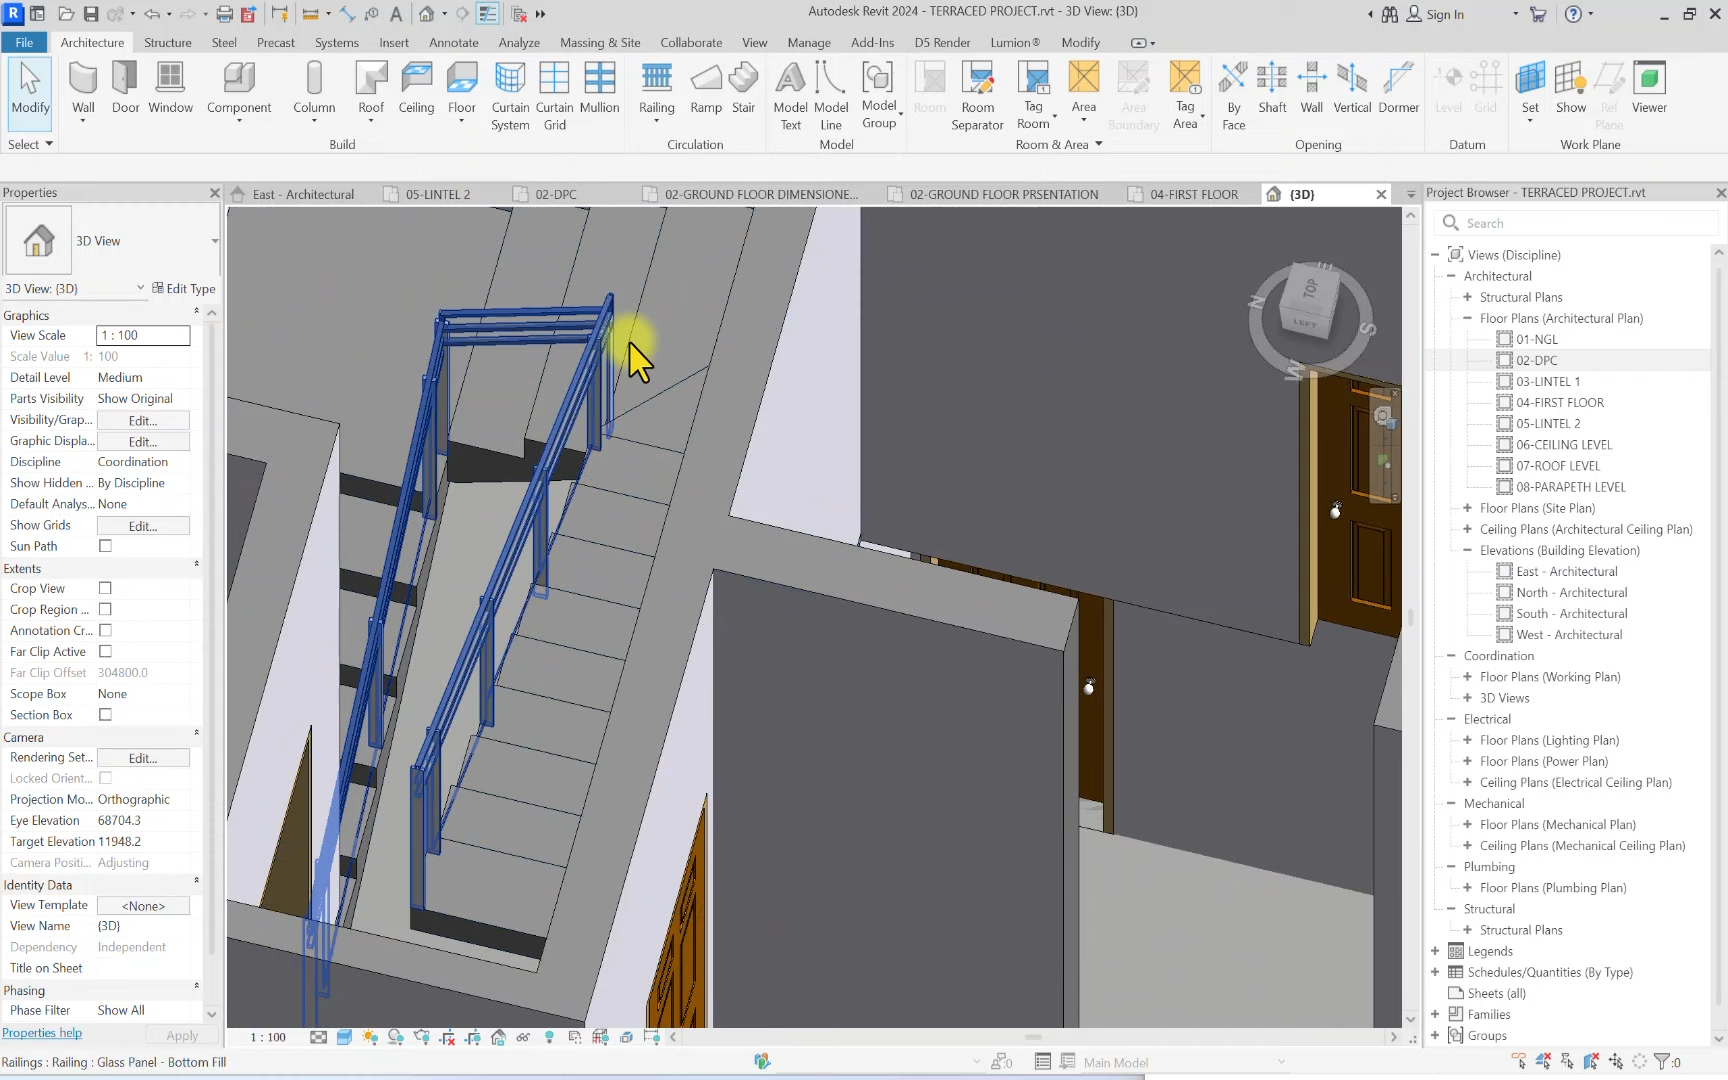 Autodesk Revit 2024 - TERRACED PROJECT.rvt - 3D View: {3D}
Sign In
File Architecture Structure Steel Precast Systems Insert Annotate Analyze Massing & Site Collaborate View Manage Add-Ins D5 Render Lumion® Modify
Modify Wall Door Window Component Column Roof Ceiling Floor Curtain System Curtain Grid Mullion Railing Ramp Stair Model Text Model Line Model Group Room Room Separator Tag Room Area Area Boundary Tag Area By Face Shaft Wall Vertical Dormer Level Grid Set Show Ref Plane Viewer
Select Build Circulation Model Room & Area Opening Datum Work Plane
Properties
East - Architectural 05-LINTEL 2 02-DPC 02-GROUND FLOOR DIMENSIONE... 02-GROUND FLOOR PRSENTATION 04-FIRST FLOOR {3D}
Project Browser - TERRACED PROJECT.rvt
Search
3D View
3D View: {3D} Edit Type
Graphics
View Scale 1 : 100
Scale Value 1: 100
Detail Level Medium
Parts Visibility Show Original
Visibility/Grap... Edit...
Graphic Displa... Edit...
Discipline Coordination
Show Hidden ... By Discipline
Default Analys... None
Show Grids Edit...
Sun Path
Extents
Crop View
Crop Region ...
Annotation Cr...
Far Clip Active
Far Clip Offset 304800.0
Scope Box None
Section Box
Camera
Rendering Set... Edit...
Locked Orient...
Projection Mo... Orthographic
Eye Elevation 68704.3
Target Elevation 11948.2
Camera Positi... Adjusting
Identity Data
View Template <None>
View Name {3D}
Dependency Independent
Title on Sheet
Phasing
Phase Filter Show All
Properties help Apply
TOP
LEFT
N
E
S
W
Views (Discipline)
Architectural
Structural Plans
Floor Plans (Architectural Plan)
01-NGL
02-DPC
03-LINTEL 1
04-FIRST FLOOR
05-LINTEL 2
06-CEILING LEVEL
07-ROOF LEVEL
08-PARAPETH LEVEL
Floor Plans (Site Plan)
Ceiling Plans (Architectural Ceiling Plan)
Elevations (Building Elevation)
East - Architectural
North - Architectural
South - Architectural
West - Architectural
Coordination
Floor Plans (Working Plan)
3D Views
Electrical
Floor Plans (Lighting Plan)
Floor Plans (Power Plan)
Ceiling Plans (Electrical Ceiling Plan)
Mechanical
Floor Plans (Mechanical Plan)
Ceiling Plans (Mechanical Ceiling Plan)
Plumbing
Floor Plans (Plumbing Plan)
Structural
Structural Plans
Legends
Schedules/Quantities (By Type)
Sheets (all)
Families
Groups
1 : 100
Railings : Railing : Glass Panel - Bottom Fill
:0
Main Model
:0